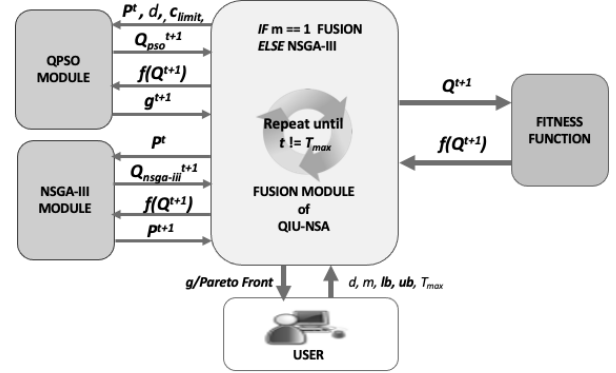 P^t, d, c_limit,
Q_pso^t+1
f(Q^t+1)
g^t+1
QPSO
MODULE
P^t
Q_nsga-iii^t+1
f(Q^t+1)
P^t+1
NSGA-III
MODULE
IF m == 1 FUSION
ELSE NSGA-III
Repeat until
t != T_max
FUSION MODULE
of
QIU-NSA
Q^t+1
f(Q^t+1)
FITNESS
FUNCTION
g/Pareto Front
d, m, lb, ub, T_max
USER